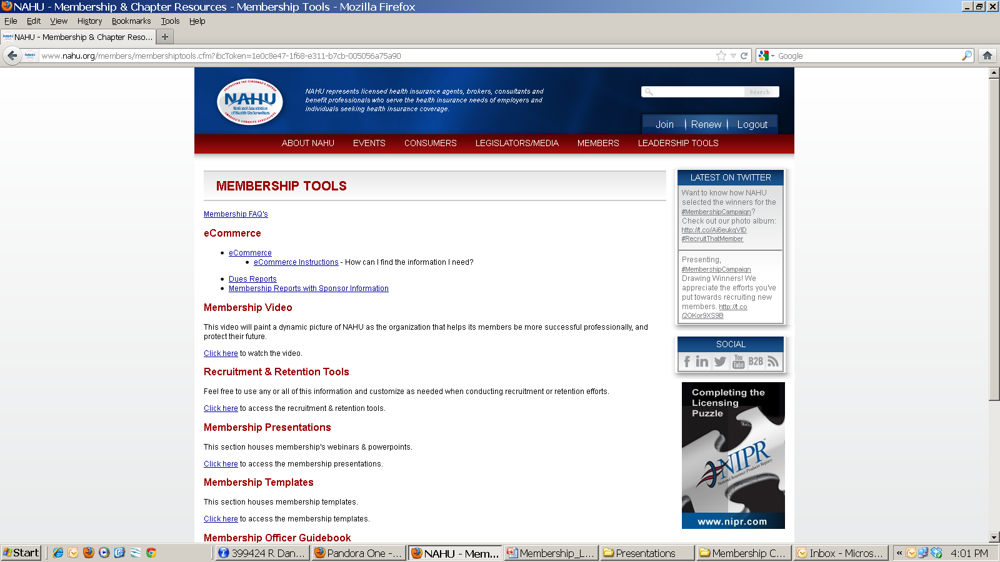 NAHU - Membership & Chapter Resources - Membership Tools - Mozilla Firefox
File Edit View History Bookmarks Tools Help
NAHU - Membership & Chapter Reso...
www.nahu.org/members/membershiptools.cfm?ibcToken=1e0c8e47-1f68-e311-b7cb-005056a75a90
Google
PROTECTING THE CONSUMER'S FUTURE
NAHU
National Association
of Health Underwriters
AMERICA'S BENEFITS SPECIALISTS
NAHU represents licensed health insurance agents, brokers, consultants and
benefit professionals who serve the health insurance needs of employers and
individuals seeking health insurance coverage.
Search
Join Renew Logout
ABOUT NAHU EVENTS CONSUMERS LEGISLATORS/MEDIA MEMBERS LEADERSHIP TOOLS
MEMBERSHIP TOOLS
Membership FAQ's
eCommerce
eCommerce
eCommerce Instructions - How can I find the information I need?
Dues Reports
Membership Reports with Sponsor Information
Membership Video
This video will paint a dynamic picture of NAHU as the organization that helps its members be more successful professionally, and
protect their future.
Click here to watch the video.
Recruitment & Retention Tools
Feel free to use any or all of this information and customize as needed when conducting recruitment or retention efforts.
Click here to access the recruitment & retention tools.
Membership Presentations
This section houses membership's webinars & powerpoints.
Click here to access the membership presentations.
Membership Templates
This section houses membership templates.
Click here to access the membership templates.
Membership Officer Guidebook
LATEST ON TWITTER
Want to know how NAHU
selected the winners for the
#MembershipCampaign?
Check out our photo album:
http://t.co/Ai6eukqVID
#RecruitThatMember
Presenting,
#MembershipCampaign
Drawing Winners! We
appreciate the efforts you've
put towards recruiting new
members. http://t.co
/2OKor9XS9B
SOCIAL
f in You Tube B2B
Completing the
Licensing
Puzzle
NIPR
National Insurance Producer Registry
www.nipr.com
Start
399424 R Dan...
Pandora One - ...
NAHU - Mem...
Membership_L...
Presentations
Membership C...
Inbox - Micros...
« 4:01 PM